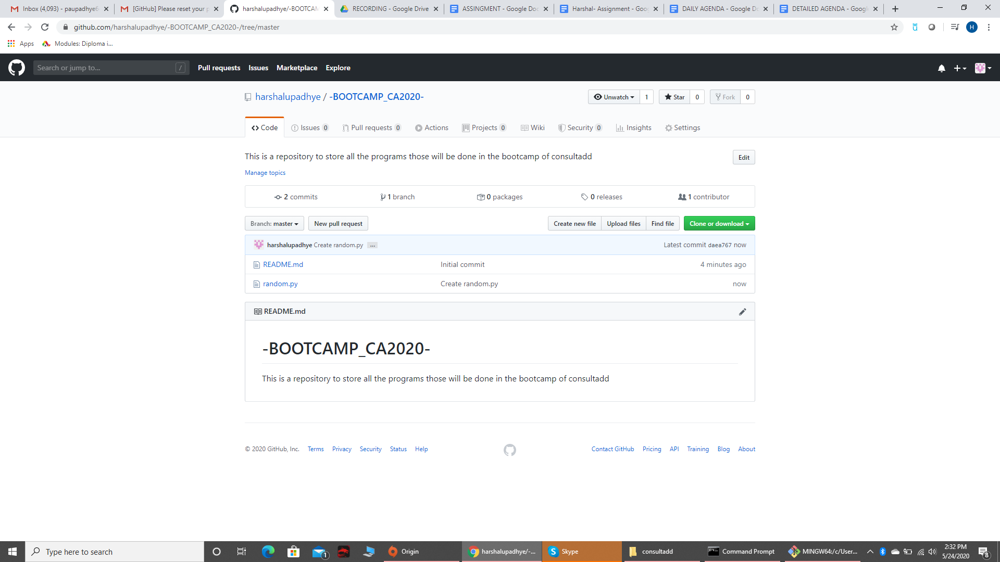 Inbox (4,093) - paupadhye6
[GitHub] Please reset your p
harshalupadhye/-BOOTCAM
RECORDING - Google Drive
ASSINGMENT - Google Doc
Harshal- Assignment - Goog
DAILY AGENDA - Google Do
DETAILED AGENDA - Google
github.com/harshalupadhye/-BOOTCAMP_CA2020-/tree/master
H
Apps
Modules: Diploma i...
Search or jump to...
/
Pull requests
Issues
Marketplace
Explore
harshalupadhye / -BOOTCAMP_CA2020-
Unwatch 1
Star 0
Fork 0
Code
Issues 0
Pull requests 0
Actions
Projects 0
Wiki
Security 0
Insights
Settings
This is a repository to store all the programs those will be done in the bootcamp of consultadd
Edit
Manage topics
2 commits
1 branch
0 packages
0 releases
1 contributor
Branch: master
New pull request
Create new file
Upload files
Find file
Clone or download
harshalupadhye Create random.py ...
Latest commit daea767 now
README.md
Initial commit
4 minutes ago
random.py
Create random.py
now
README.md
-BOOTCAMP_CA2020-
This is a repository to store all the programs those will be done in the bootcamp of consultadd
© 2020 GitHub, Inc.
Terms
Privacy
Security
Status
Help
Contact GitHub
Pricing
API
Training
Blog
About
Type here to search
1
Origin
harshalupadhye/-...
Skype
consultadd
Command Prompt
MINGW64:/c/User...
2:32 PM
5/24/2020
8